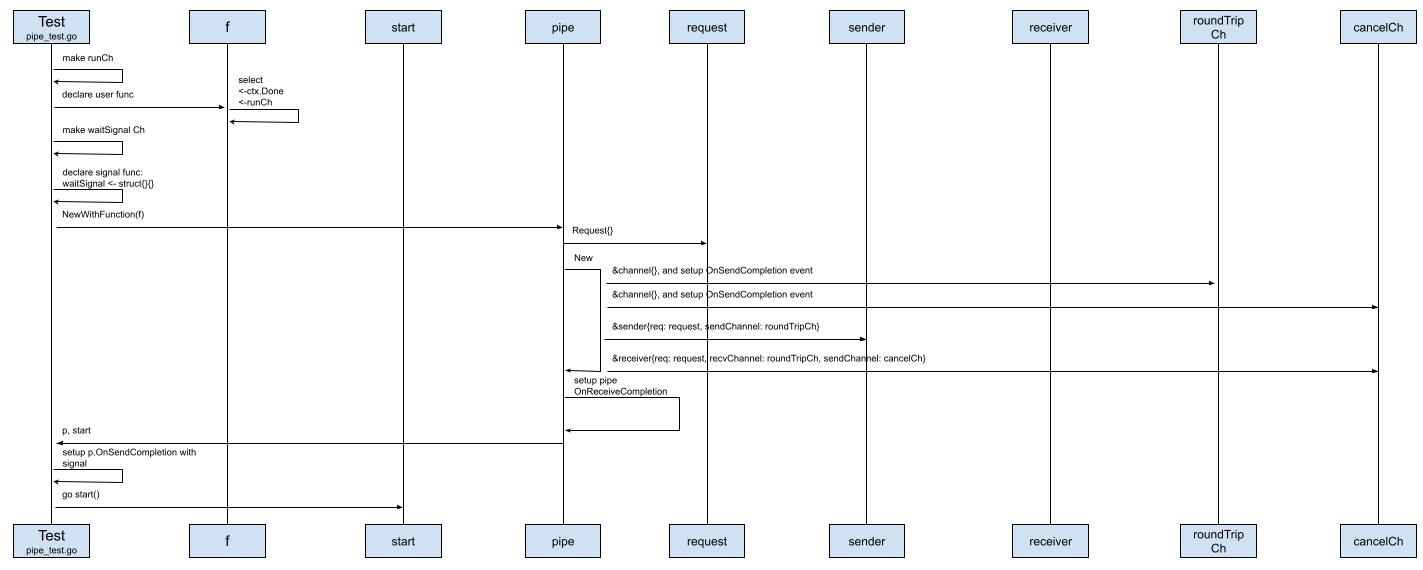 Test
pipe_test.go
f
start
pipe
request
sender
receiver
roundTrip
Ch
cancelCh
make runCh
select
<-ctx.Done
<-runCh
declare user func
make waitSignal Ch
declare signal func:
waitSignal <- struct{}{}
NewWithFunction(f)
Request{}
New
&channel{}, and setup OnSendCompletion event
&channel{}, and setup OnSendCompletion event
&sender{req: request, sendChannel: roundTripCh}
&receiver{req: request, recvChannel: roundTripCh, sendChannel: cancelCh}
setup pipe
OnReceiveCompletion
p, start
setup p.OnSendCompletion with
signal
go start()
Test
pipe_test.go
f
start
pipe
request
sender
receiver
roundTrip
Ch
cancelCh